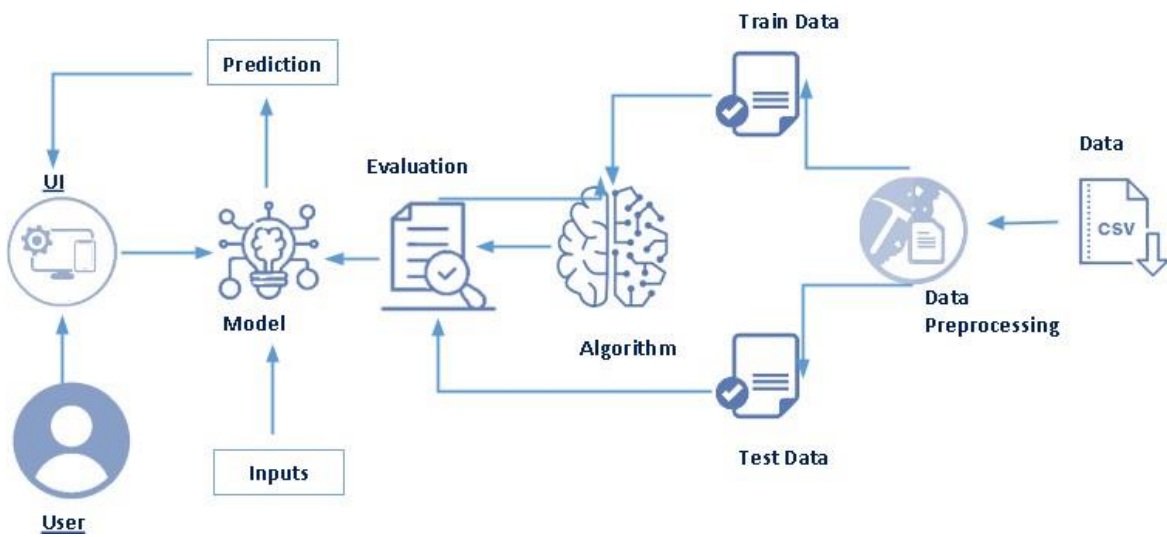 Train Data
Prediction
Data
Evaluation
UI
CSV
Model
Data
Preprocessing
Algorithm
Inputs
Test Data
User